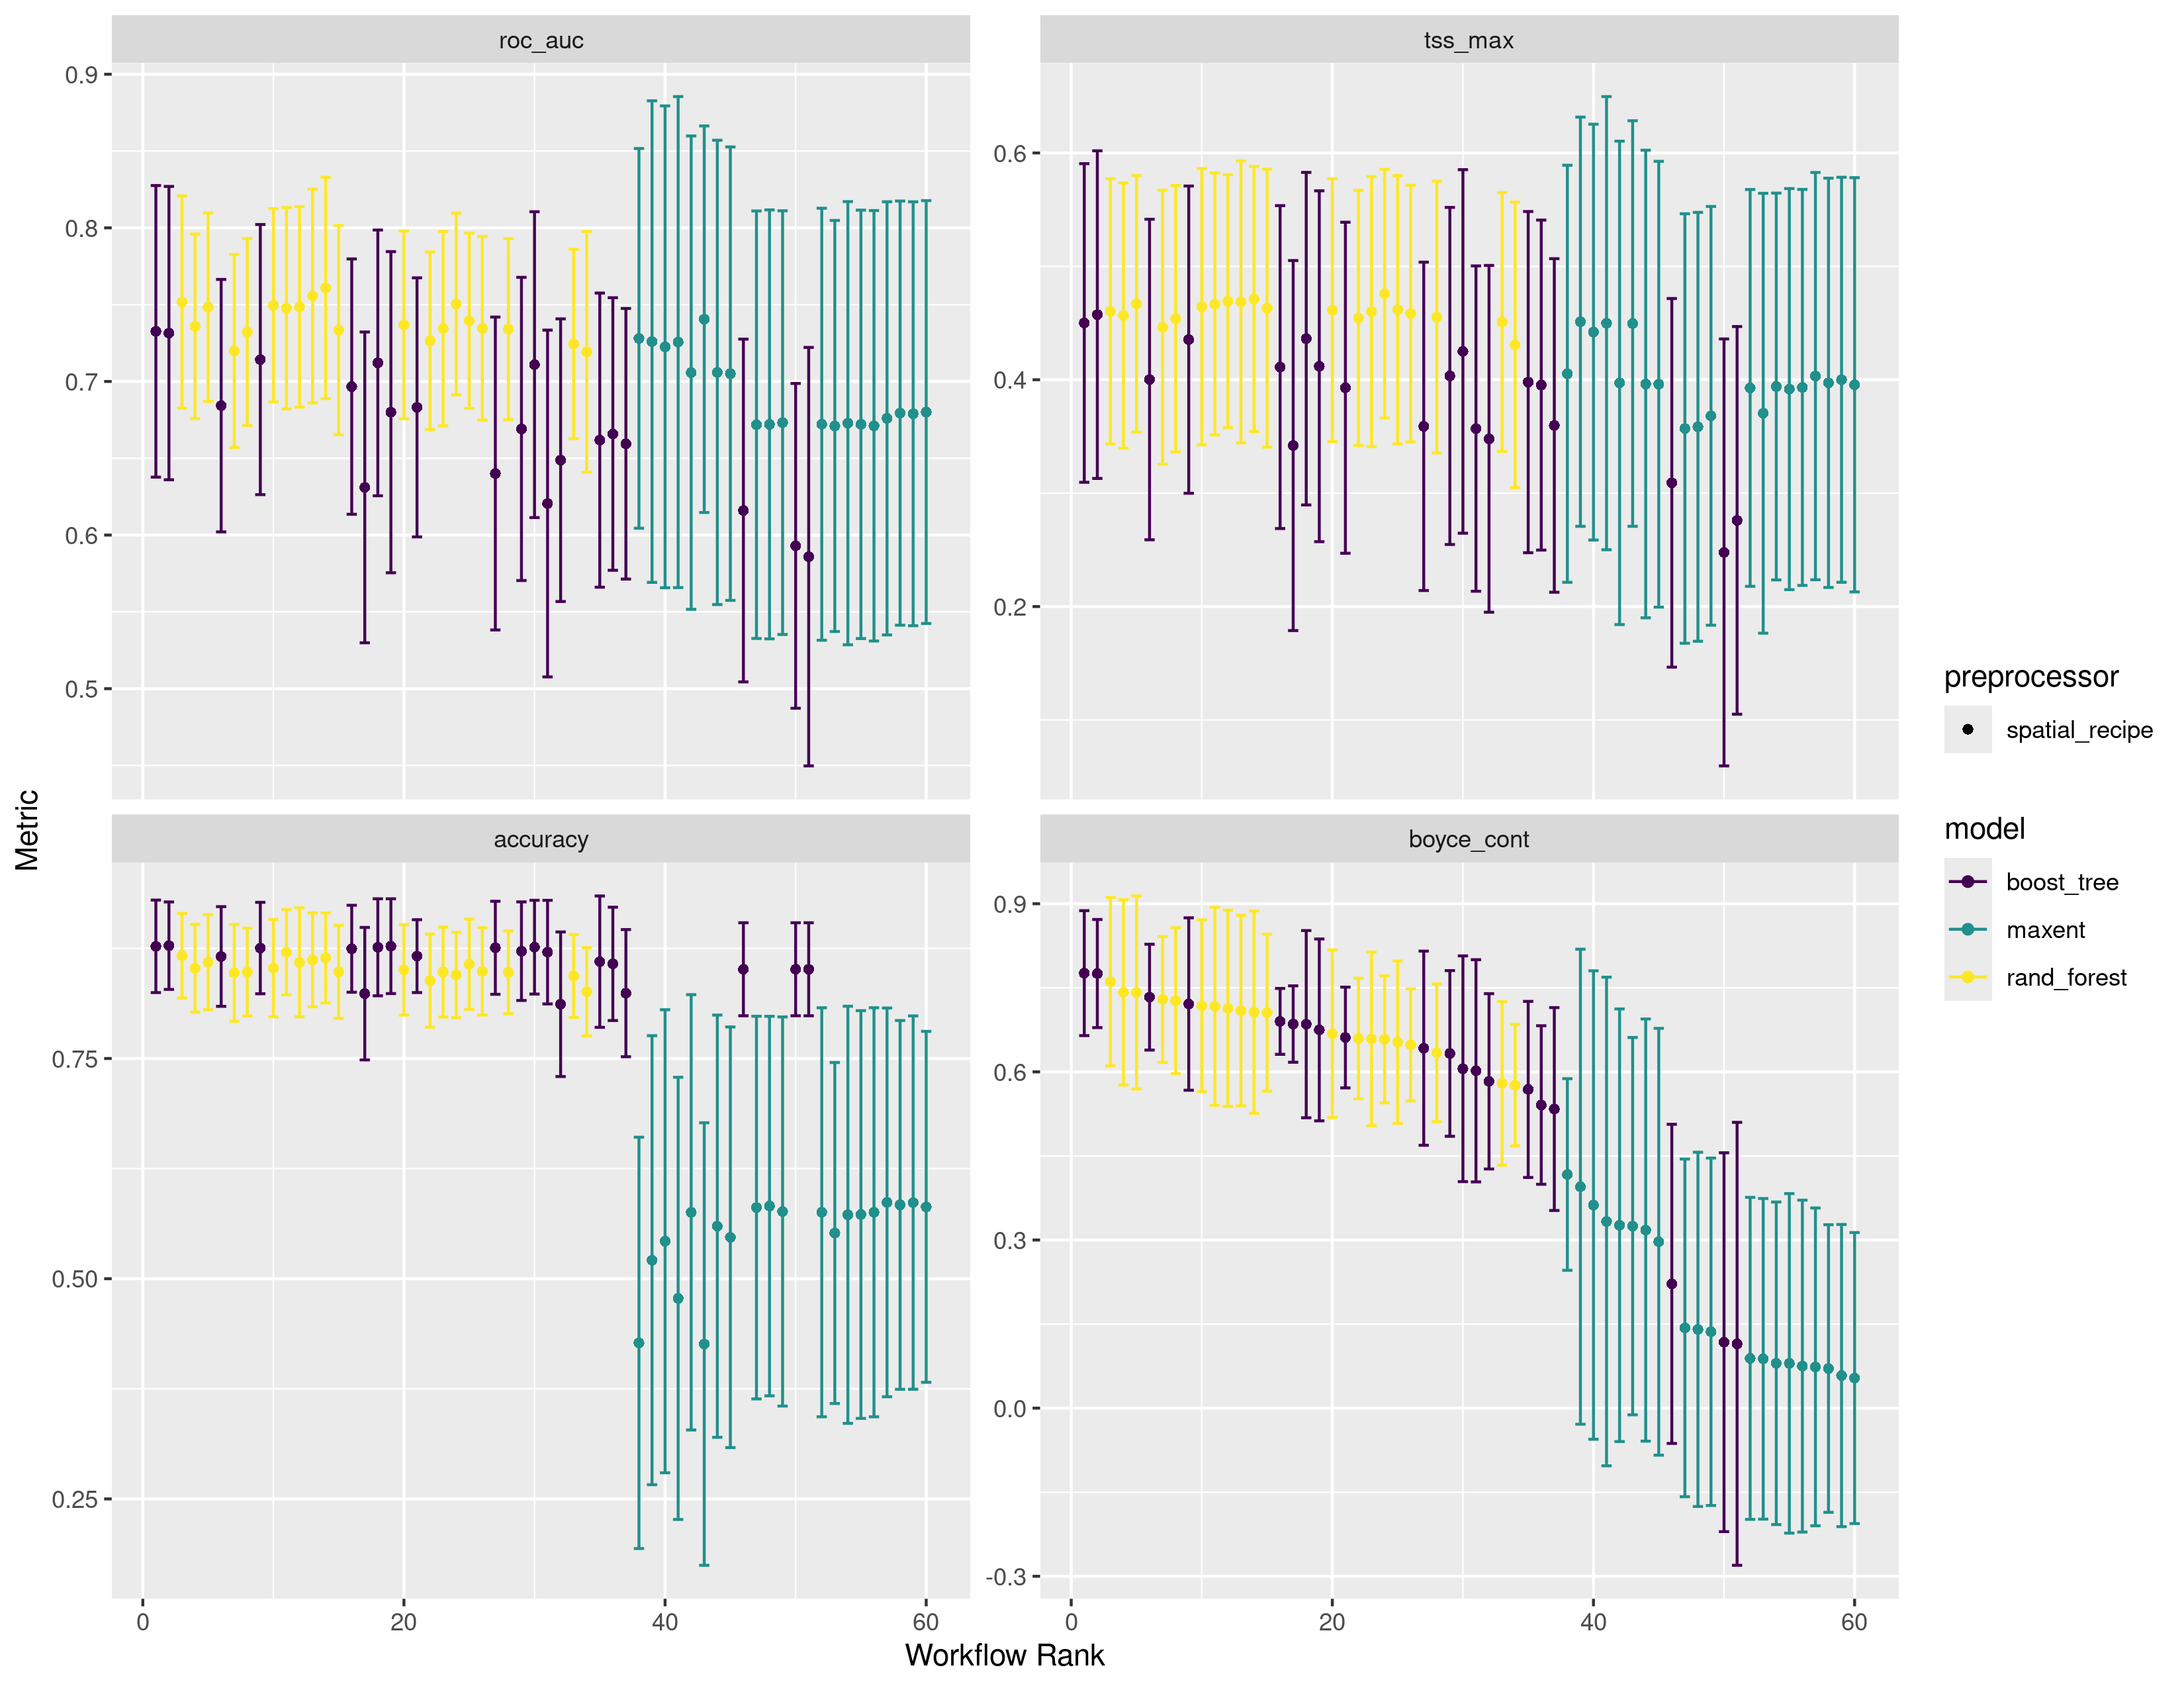 roc_auc
tss_max
0.9
0.8
0.7
0.6
0.5
0.6
0.4
0.2
accuracy
boyce_cont
0.75
0.50
0.25
0.9
0.6
0.3
0.0
-0.3
0 20 40 60
0 20 40 60
Metric
Workflow Rank
preprocessor
spatial_recipe
model
boost_tree
maxent
rand_forest